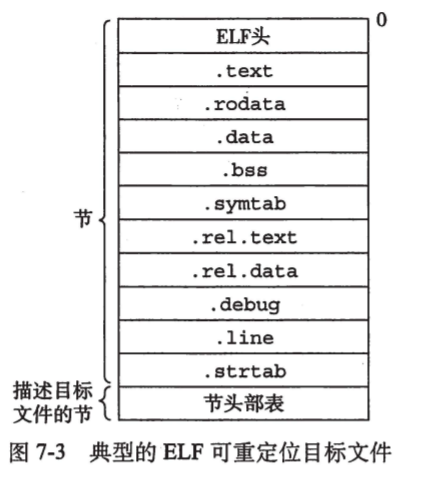 0
ELF头
.text
.rodata
.data
.bss
.symtab
.rel.text
.rel.data
.debug
.line
.strtab
节头部表
节
描述目标
文件的节
图 7-3 典型的 ELF 可重定位目标文件